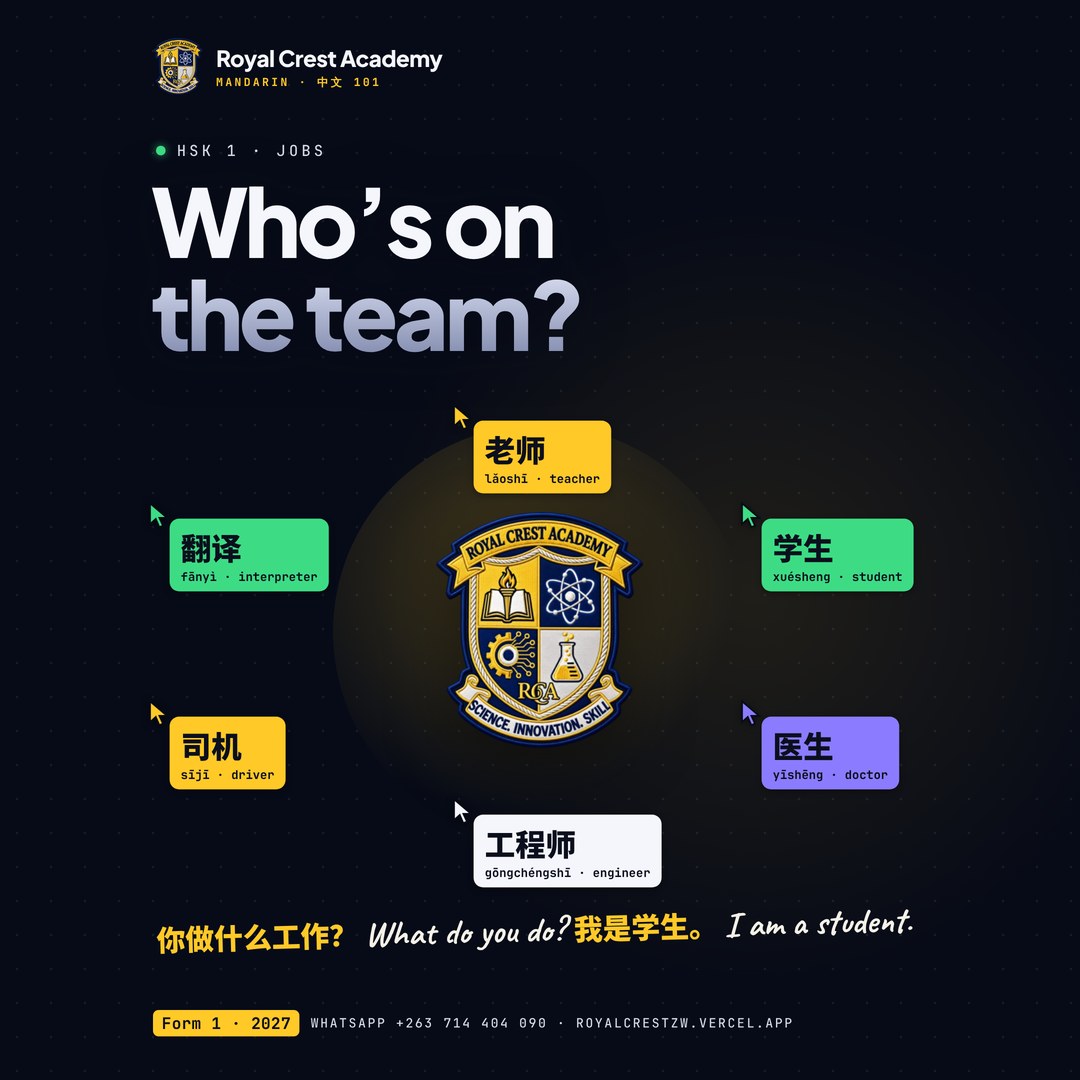 ROYAL CREST ACADEMY
Royal Crest Academy
MANDARIN · 中文 101
HSK 1 · JOBS
Who’s on
the team?
老师
lǎoshī · teacher
翻译
fānyì · interpreter
学生
xuésheng · student
ROYAL CREST ACADEMY
RCA
SCIENCE. INNOVATION. SKILL
司机
sījī · driver
医生
yīshēng · doctor
工程师
gōngchéngshī · engineer
你做什么工作? What do you do? 我是学生。 I am a student.
Form 1 · 2027 WHATSAPP +263 714 404 090 · ROYALCRESTZW.VERCEL.APP